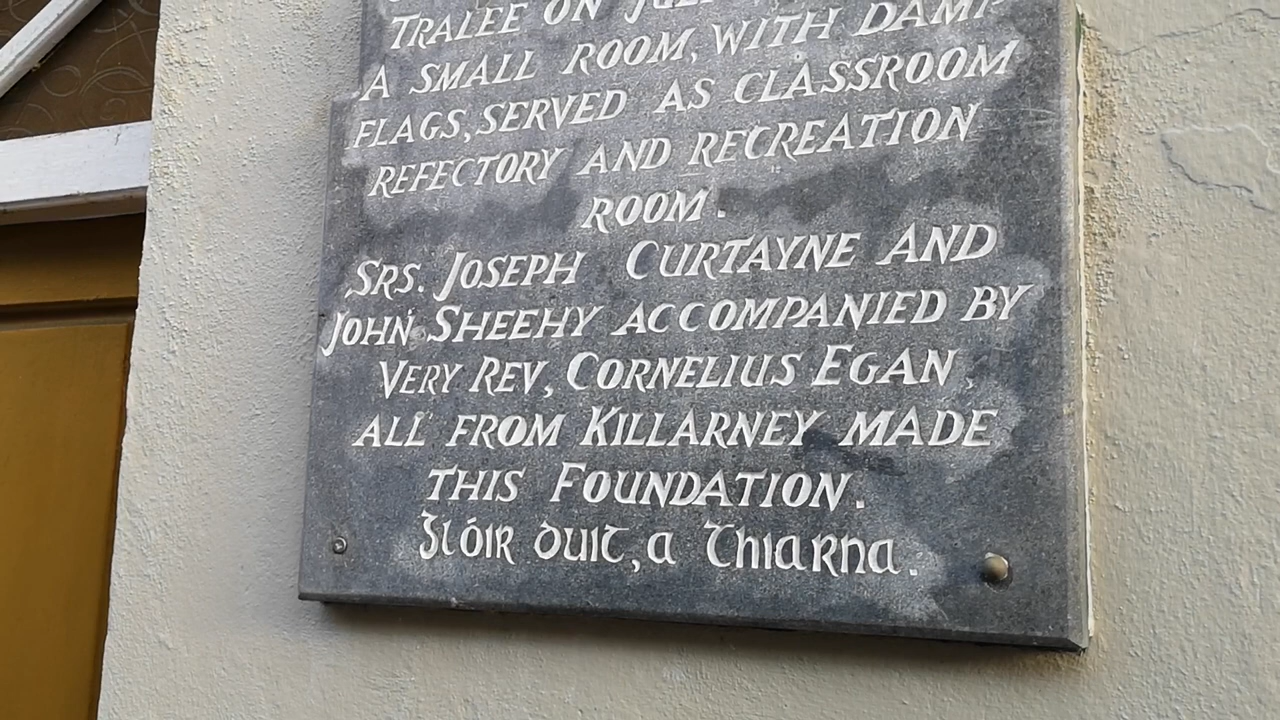 TRALEE ON
A SMALL ROOM, WITH DAMP
FLAGS, SERVED AS CLASSROOM
REFECTORY AND RECREATION
ROOM.
SRS. JOSEPH CURTAYNE AND
JOHN SHEEHY ACCOMPANIED BY
VERY REV, CORNELIUS EGAN,
ALL FROM KILLARNEY MADE
THIS FOUNDATION.
Glóir duit, a Thiarna.